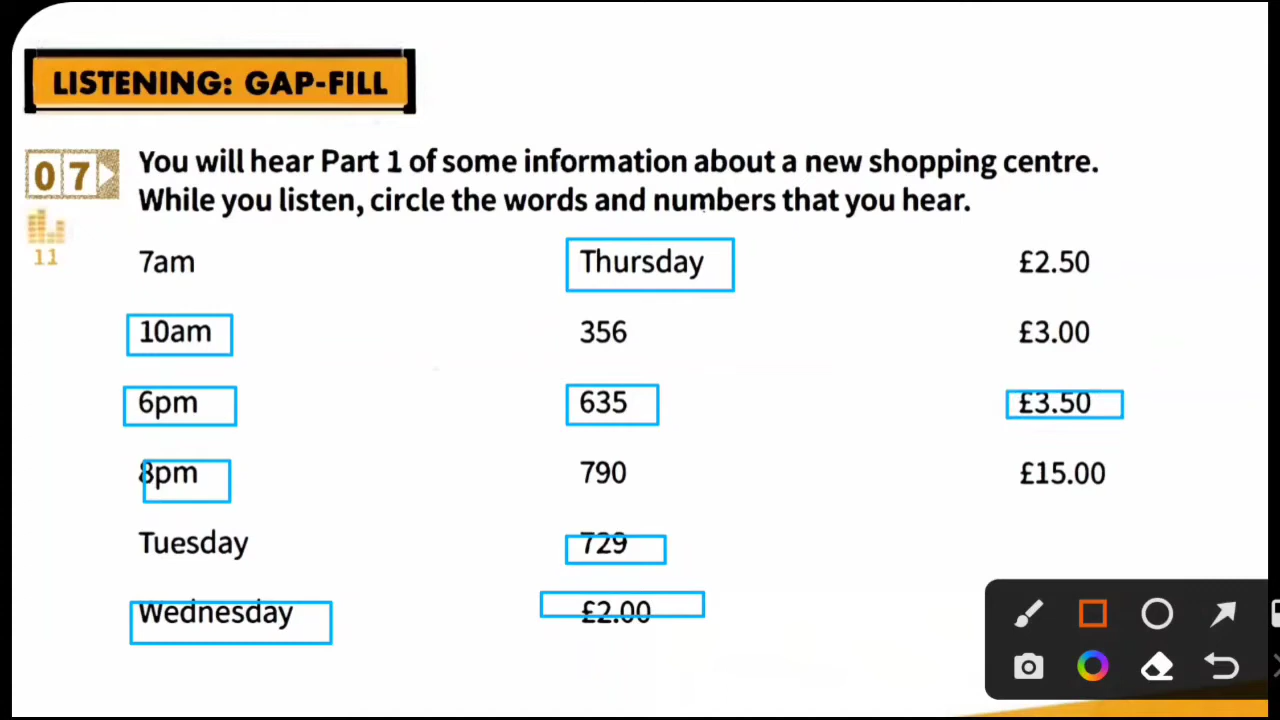 LISTENING: GAP-FILL
07 You will hear Part 1 of some information about a new shopping centre.
While you listen, circle the words and numbers that you hear.
11
7am Thursday £2.50
10am 356 £3.00
6pm 635 £3.50
8pm 790 £15.00
Tuesday 729
Wednesday £2.00